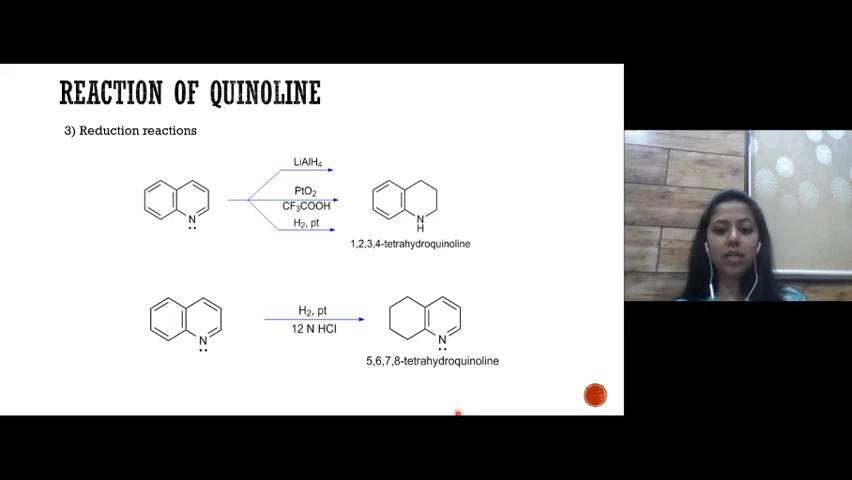 REACTION OF QUINOLINE
3) Reduction reactions
LiAlH4
PtO2
CF3COOH
H2, pt
N
N
H
1,2,3,4-tetrahydroquinoline
H2, pt
12 N HCl
N
N
5,6,7,8-tetrahydroquinoline